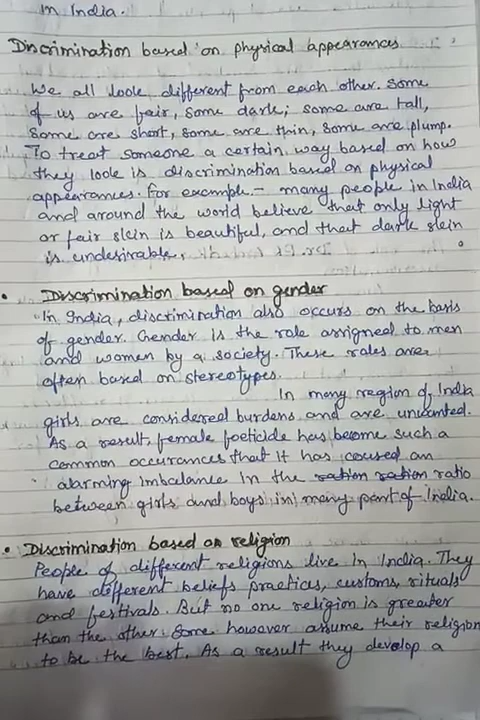 in India.
Discrimination based on physical appearances
We all look different from each other. Some
of us are fair, some dark; some are tall,
Some are short, some are thin, some are plump.
To treat someone a certain way based on how
they look is discrimination based on physical
appearances. For example - many people in India
and around the world believe that only light
or fair skin is beautiful, and that dark skin
is undesirable.
• Discrimination based on gender
In India, discrimination also occurs on the basis
of gender. Gender is the role assigned to men
and women by a society. These roles are
often based on stereotypes.
In many region of India
girls are considered burdens and are unwanted.
As a result, female foeticide has become such a
common occurances that it has caused an
alarming imbalance in the ration ration ratio
between girls and boys in many part of India.
• Discrimination based on religion
People of different religions live in India. They
have different beliefs practices, customs, rituals
and festivals. But no one religion is greater
than the other. Some however assume their religion
to be the best. As a result they develop a